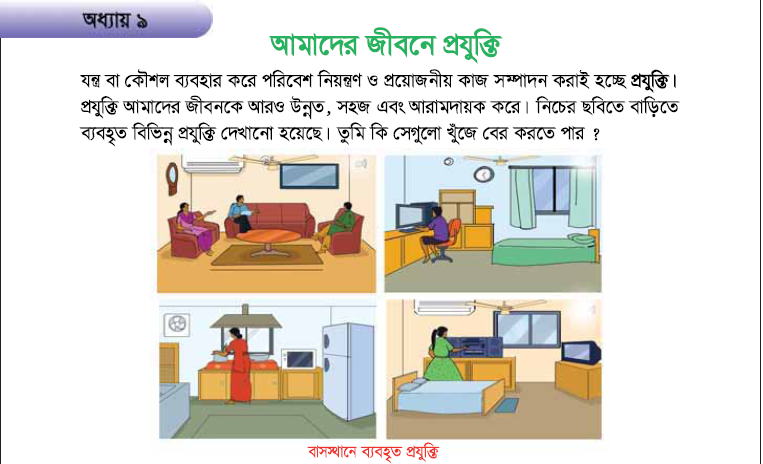 অধ্যায় ৯
আমাদের জীবনে প্রযুক্তি
যন্ত্র বা কৌশল ব্যবহার করে পরিবেশ নিয়ন্ত্রণ ও প্রয়োজনীয় কাজ সম্পাদন করাই হচ্ছে প্রযুক্তি।
প্রযুক্তি আমাদের জীবনকে আরও উন্নত, সহজ এবং আরামদায়ক করে। নিচের ছবিতে বাড়িতে
ব্যবহৃত বিভিন্ন প্রযুক্তি দেখানো হয়েছে। তুমি কি সেগুলো খুঁজে বের করতে পার ?
বাসস্থানে ব্যবহৃত প্রযুক্তি